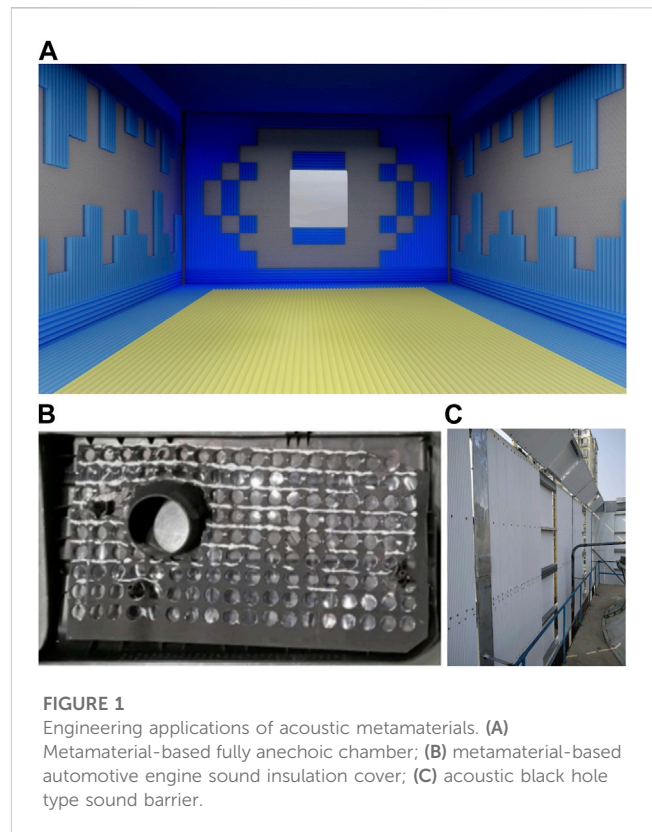 A
B
C
FIGURE 1
Engineering applications of acoustic metamaterials. (A)
Metamaterial-based fully anechoic chamber; (B) metamaterial-based
automotive engine sound insulation cover; (C) acoustic black hole
type sound barrier.